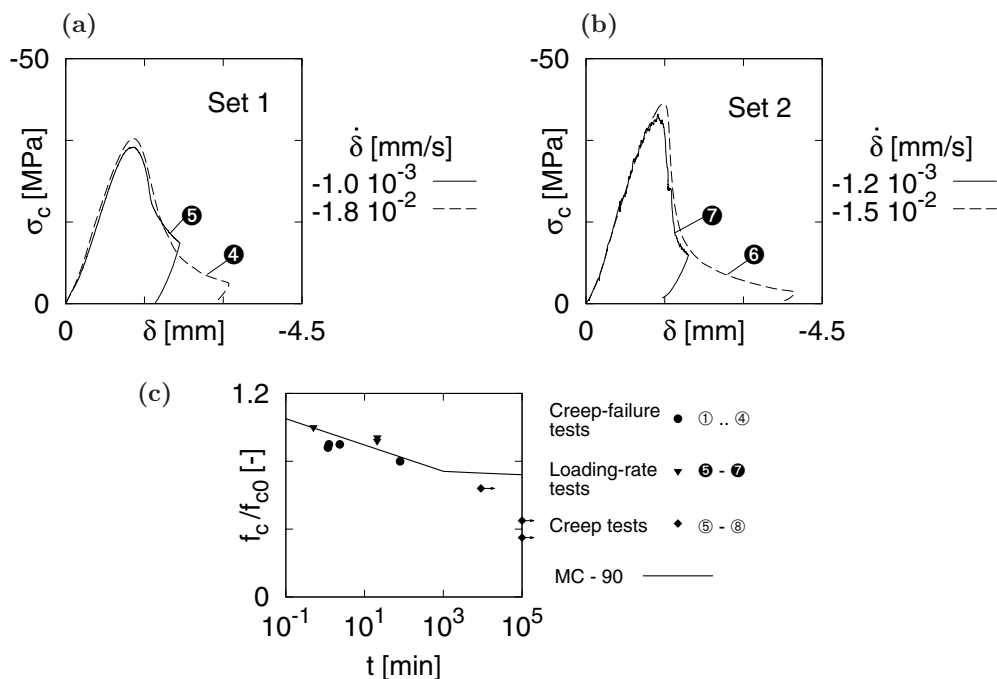 (a)
-50
Set 1
σc [MPa]
❺
❹
0
0
δ [mm]
-4.5
δ̇ [mm/s]
-1.0 10⁻³
-1.8 10⁻²
(b)
-50
Set 2
σc [MPa]
❼
❻
0
0
δ [mm]
-4.5
δ̇ [mm/s]
-1.2 10⁻³
-1.5 10⁻²
(c)
1.2
fc/fc0 [-]
0
10⁻¹
10¹
10³
10⁵
t [min]
Creep-failure
tests
① .. ④
Loading-rate
tests
❺ - ❼
Creep tests
⑤ - ⑧
MC - 90